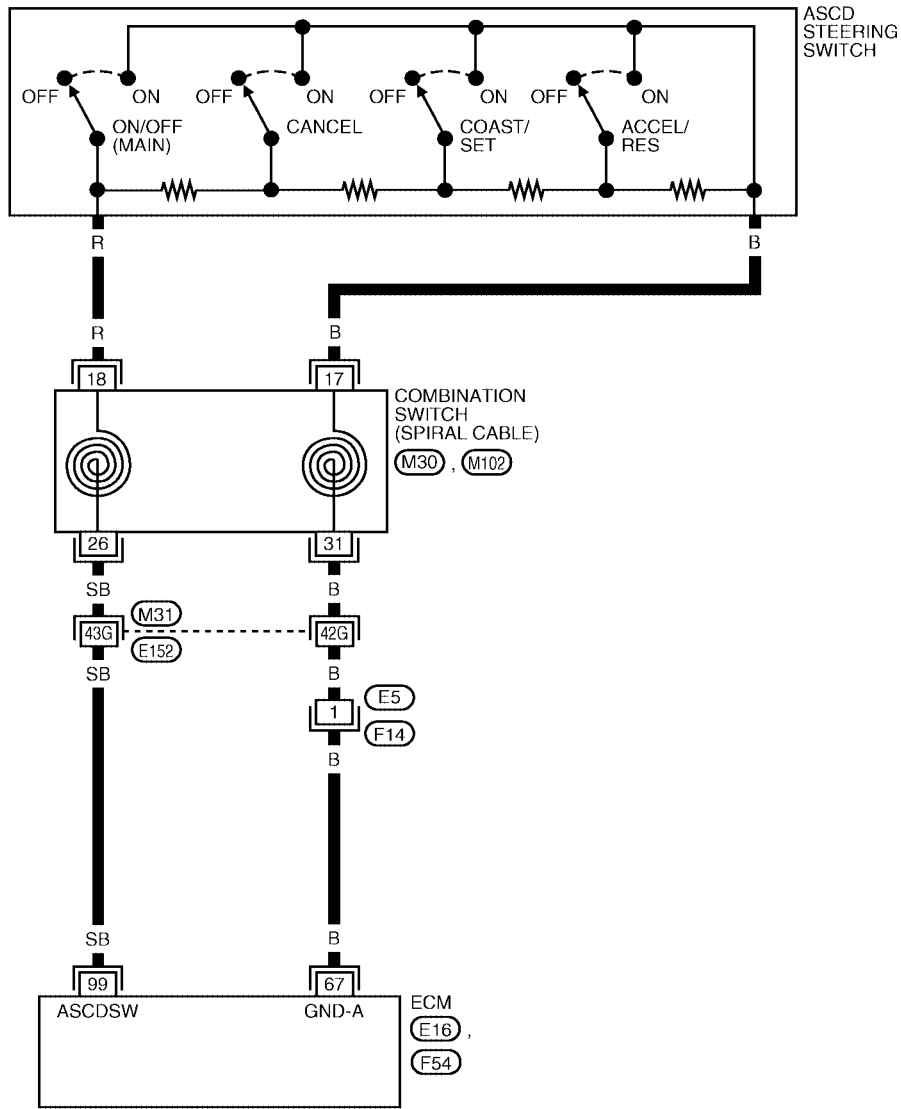 ASCD
STEERING
SWITCH
OFF ON OFF ON OFF ON OFF ON
ON/OFF
(MAIN)
CANCEL
COAST/
SET
ACCEL/
RES
R B
R B
18 17
COMBINATION
SWITCH
(SPIRAL CABLE)
M30 , M102
26 31
SB B
M31
43G 42G
E152
SB B
E5
1
F14
B
SB B
99 67
ASCDSW GND-A
ECM
E16 ,
F54